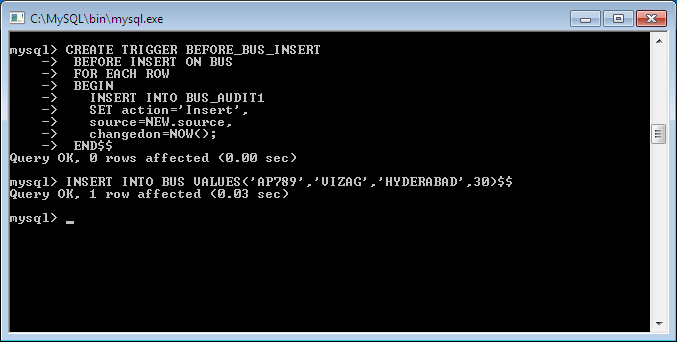 C:\MySQL\bin\mysql.exe
mysql> CREATE TRIGGER BEFORE_BUS_INSERT
    -> BEFORE INSERT ON BUS
    -> FOR EACH ROW
    -> BEGIN
    ->   INSERT INTO BUS_AUDIT1
    ->   SET action='Insert',
    ->   source=NEW.source,
    ->   changedon=NOW();
    -> END$$
Query OK, 0 rows affected (0.00 sec)
mysql> INSERT INTO BUS VALUES('AP789','VIZAG','HYDERABAD',30)$$
Query OK, 1 row affected (0.03 sec)
mysql> _